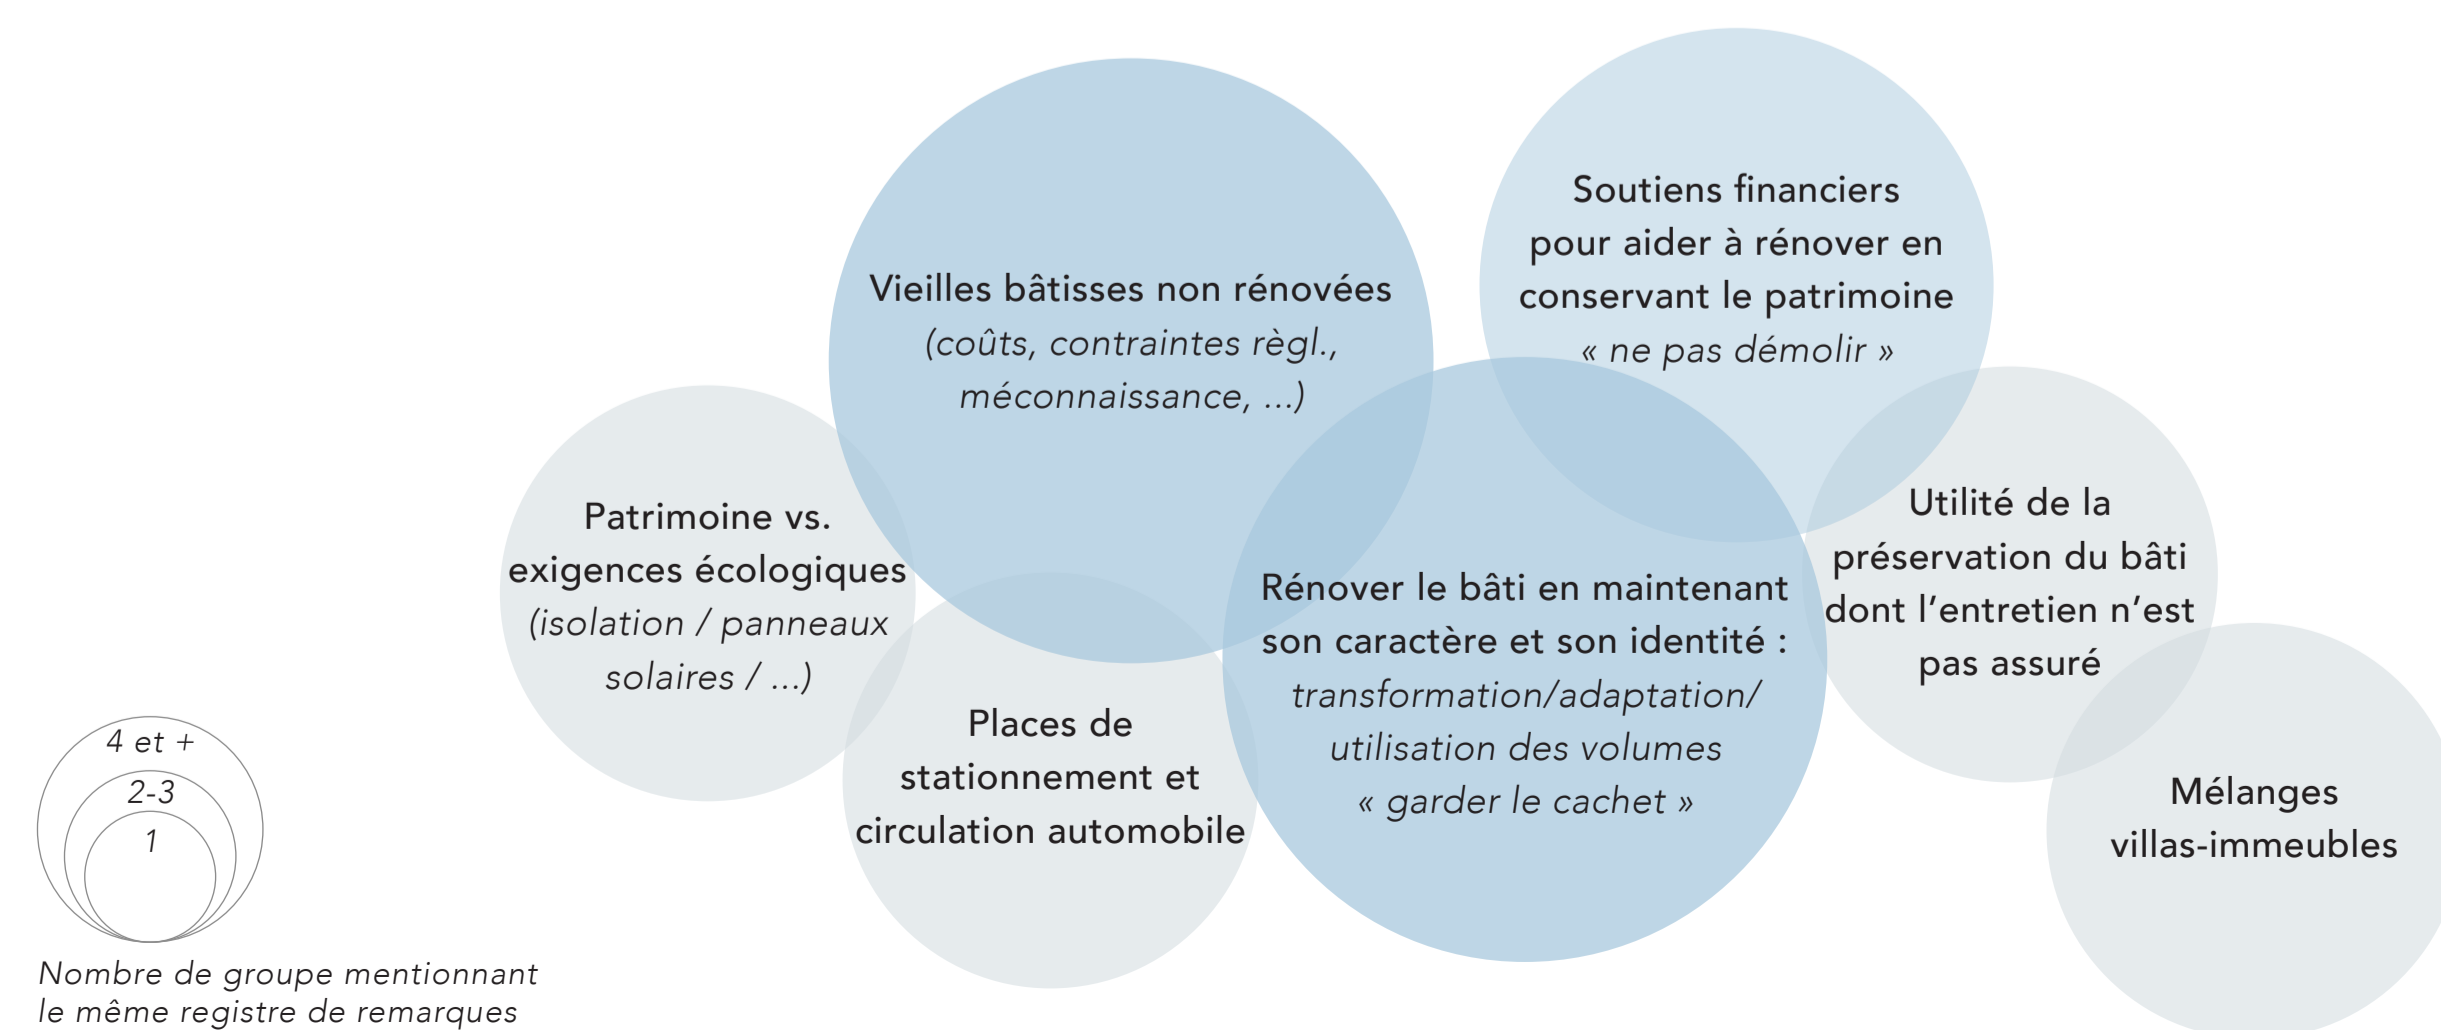 Vieilles bâtisses non rénovées
(coûts, contraintes règl.,
méconnaissance, ...)
Soutiens financiers
pour aider à rénover en
conservant le patrimoine
« ne pas démolir »
Patrimoine vs.
exigences écologiques
(isolation / panneaux
solaires / ...)
Places de
stationnement et
circulation automobile
Rénover le bâti en maintenant
son caractère et son identité :
transformation/adaptation/
utilisation des volumes
« garder le cachet »
Utilité de la
préservation du bâti
dont l’entretien n’est
pas assuré
Mélanges
villas-immeubles
4 et +
2-3
1
Nombre de groupe mentionnant
le même registre de remarques